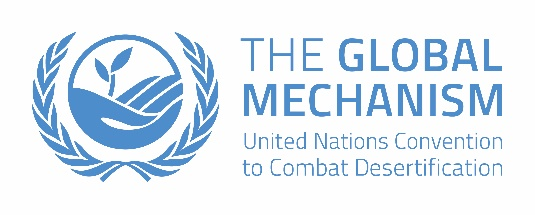 THE GLOBAL
MECHANISM
United Nations Convention
to Combat Desertification